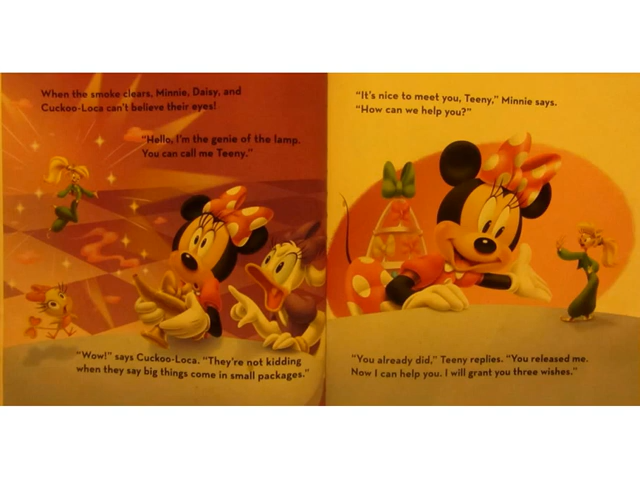 When the smoke clears, Minnie, Daisy, and
Cuckoo-Loca can't believe their eyes!
"Hello, I'm the genie of the lamp.
You can call me Teeny."
"Wow!" says Cuckoo-Loca. "They're not kidding
when they say big things come in small packages."
"It's nice to meet you, Teeny," Minnie says.
"How can we help you?"
"You already did," Teeny replies. "You released me.
Now I can help you. I will grant you three wishes."